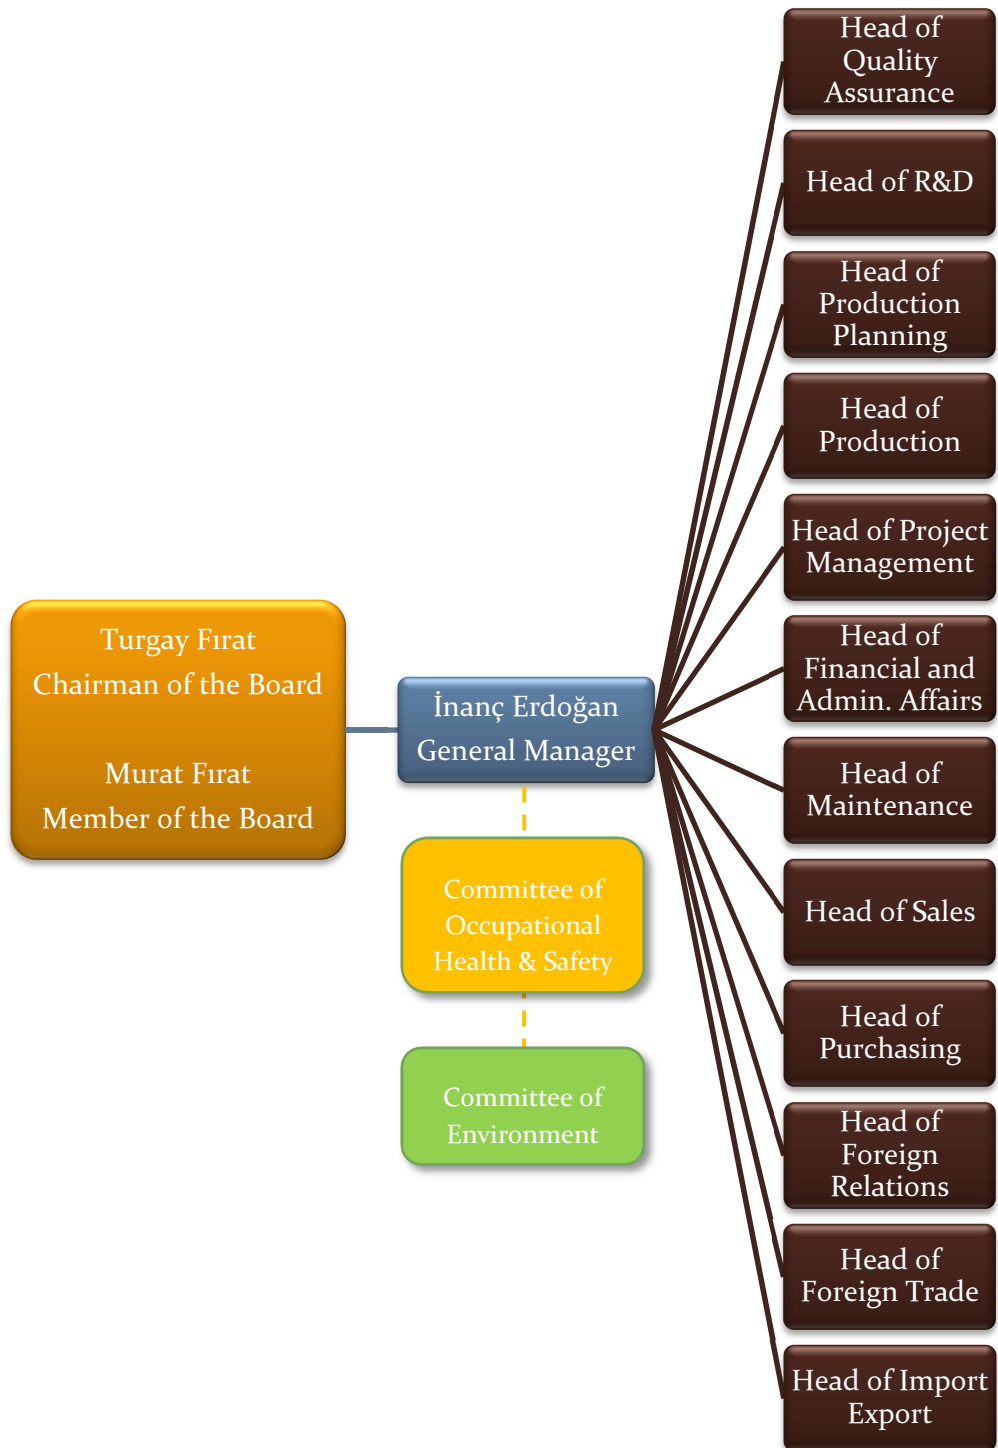 Turgay Fırat
Chairman of the Board
Murat Fırat
Member of the Board
İnanç Erdoğan
General Manager
Committee of
Occupational
Health & Safety
Committee of
Environment
Head of
Quality
Assurance
Head of R&D
Head of
Production
Planning
Head of
Production
Head of Project
Management
Head of
Financial and
Admin. Affairs
Head of
Maintenance
Head of Sales
Head of
Purchasing
Head of
Foreign
Relations
Head of
Foreign Trade
Head of Import
Export